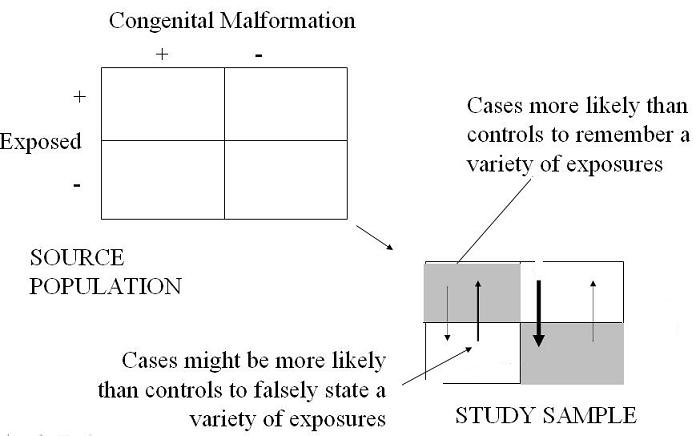 Congenital Malformation
+ -
+
Exposed
-
SOURCE
POPULATION
Cases more likely than
controls to remember a
variety of exposures
Cases might be more likely
than controls to falsely state a
variety of exposures
STUDY SAMPLE